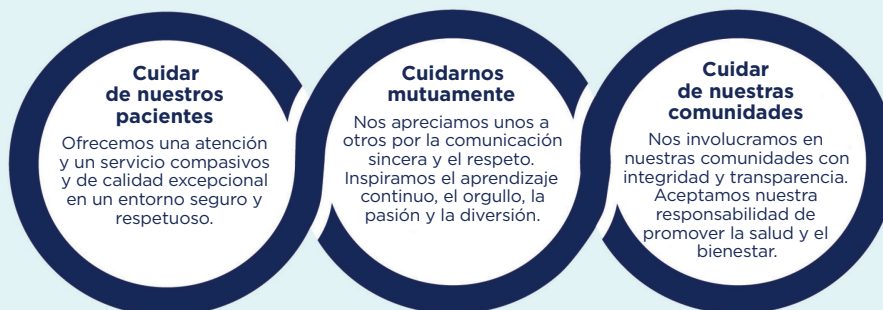 Cuidar
de nuestros
pacientes
Ofrecemos una atención
y un servicio compasivos
y de calidad excepcional
en un entorno seguro y
respetuoso.
Cuidarnos
mutuamente
Nos apreciamos unos a
otros por la comunicación
sincera y el respeto.
Inspiramos el aprendizaje
continuo, el orgullo, la
pasión y la diversión.
Cuidar
de nuestras
comunidades
Nos involucramos en
nuestras comunidades con
integridad y transparencia.
Aceptamos nuestra
responsabilidad de
promover la salud y el
bienestar.